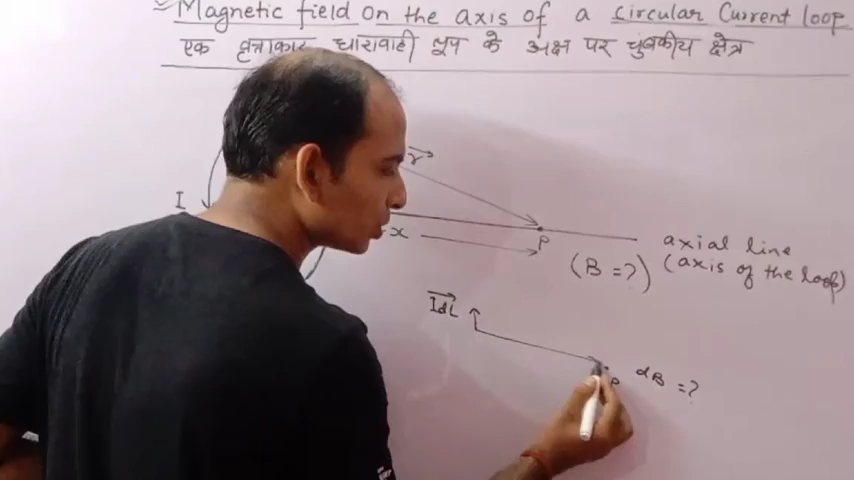 Magnetic field on the axis of a circular Current loop
एक वृत्ताकार धारावाही लूप के अक्ष पर चुंबकीय क्षेत्र
r
I
x
P
axial line
(B =?)
(axis of the loop)
Idl
P
dB =?